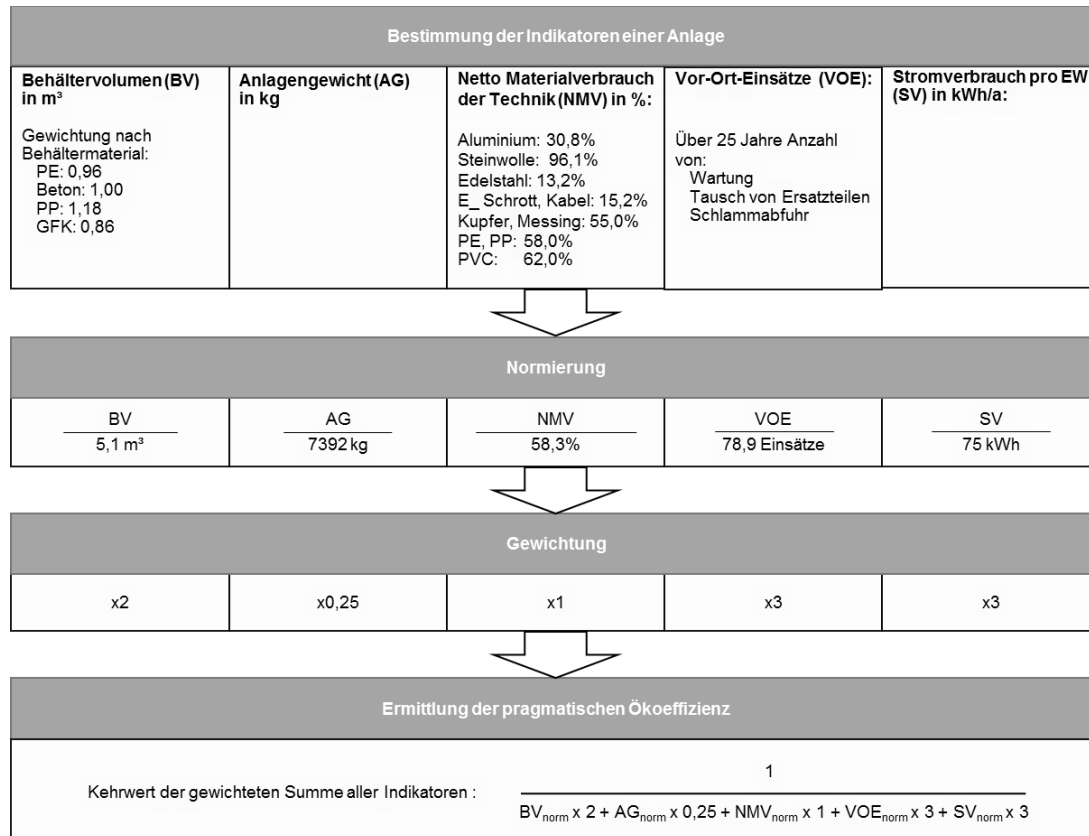 Bestimmung der Indikatoren einer Anlage
Behältervolumen (BV)
in m³
Gewichtung nach
Behältermaterial:
PE: 0,96
Beton: 1,00
PP: 1,18
GFK: 0,86
Anlagengewicht (AG)
in kg
Netto Materialverbrauch
der Technik (NMV) in %:
Aluminium: 30,8%
Steinwolle: 96,1%
Edelstahl: 13,2%
E_ Schrott, Kabel: 15,2%
Kupfer, Messing: 55,0%
PE, PP: 58,0%
PVC: 62,0%
Vor-Ort-Einsätze (VOE):
Über 25 Jahre Anzahl
von:
Wartung
Tausch von Ersatzteilen
Schlammabfuhr
Stromverbrauch pro EW
(SV) in kWh/a:
Normierung
BV
5,1 m³
AG
7392 kg
NMV
58,3%
VOE
78,9 Einsätze
SV
75 kWh
Gewichtung
x2
x0,25
x1
x3
x3
Ermittlung der pragmatischen Ökoeffizienz
Kehrwert der gewichteten Summe aller Indikatoren :
1
BVnorm x 2 + AGnorm x 0,25 + NMVnorm x 1 + VOEnorm x 3 + SVnorm x 3